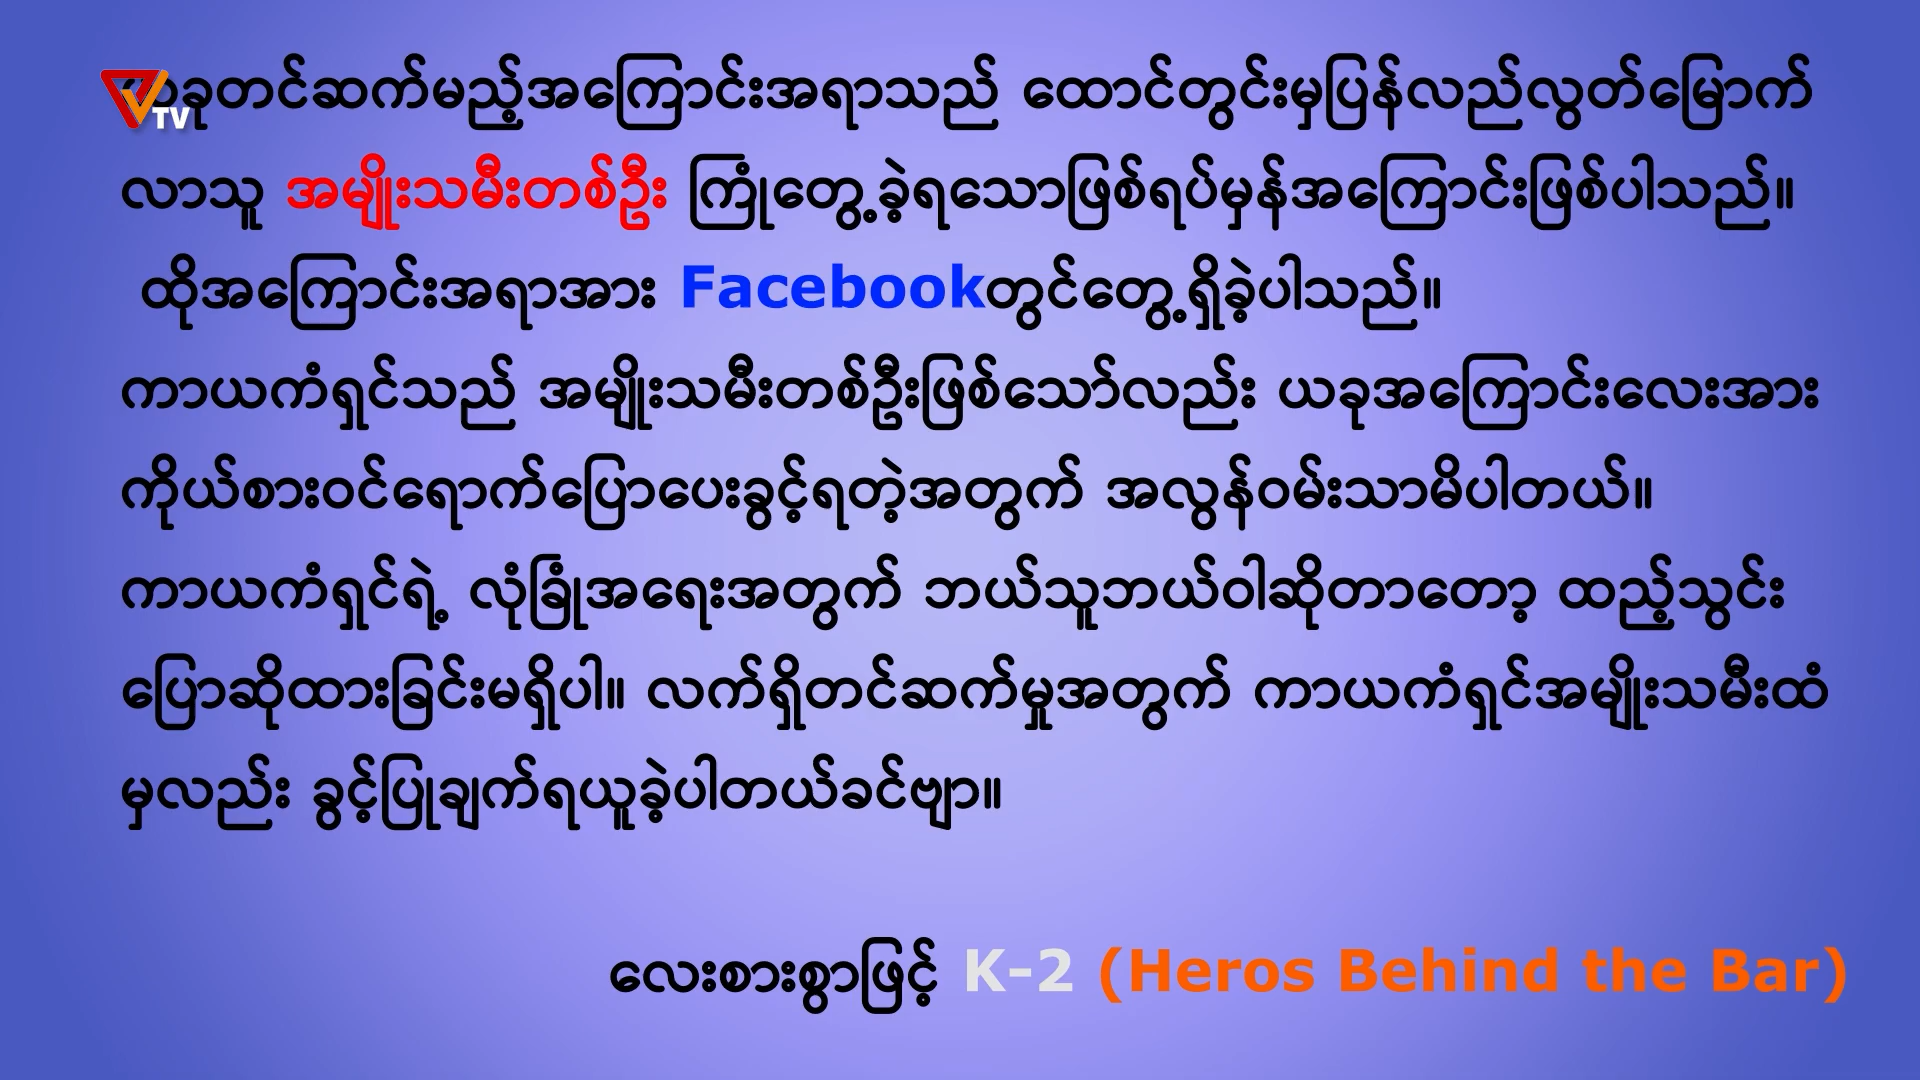 ယခုတင်ဆက်မည့်အကြောင်းအရာသည် ထောင်တွင်းမှပြန်လည်လွတ်မြောက်
TV
လာသူ အမျိုးသမီးတစ်ဦး ကြုံတွေ့ခဲ့ရသောဖြစ်ရပ်မှန်အကြောင်းဖြစ်ပါသည်။
ထိုအကြောင်းအရာအား Facebookတွင်တွေ့ရှိခဲ့ပါသည်။
ကာယကံရှင်သည် အမျိုးသမီးတစ်ဦးဖြစ်သော်လည်း ယခုအကြောင်းလေးအား
ကိုယ်စားဝင်ရောက်ပြောပေးခွင့်ရတဲ့အတွက် အလွန်ဝမ်းသာမိပါတယ်။
ကာယကံရှင်ရဲ့ လုံခြုံအရေးအတွက် ဘယ်သူဘယ်ဝါဆိုတာတော့ ထည့်သွင်း
ပြောဆိုထားခြင်းမရှိပါ။ လက်ရှိတင်ဆက်မှုအတွက် ကာယကံရှင်အမျိုးသမီးထံ
မှလည်း ခွင့်ပြုချက်ရယူခဲ့ပါတယ်ခင်ဗျာ။
လေးစားစွာဖြင့် K-2 (Heros Behind the Bar)